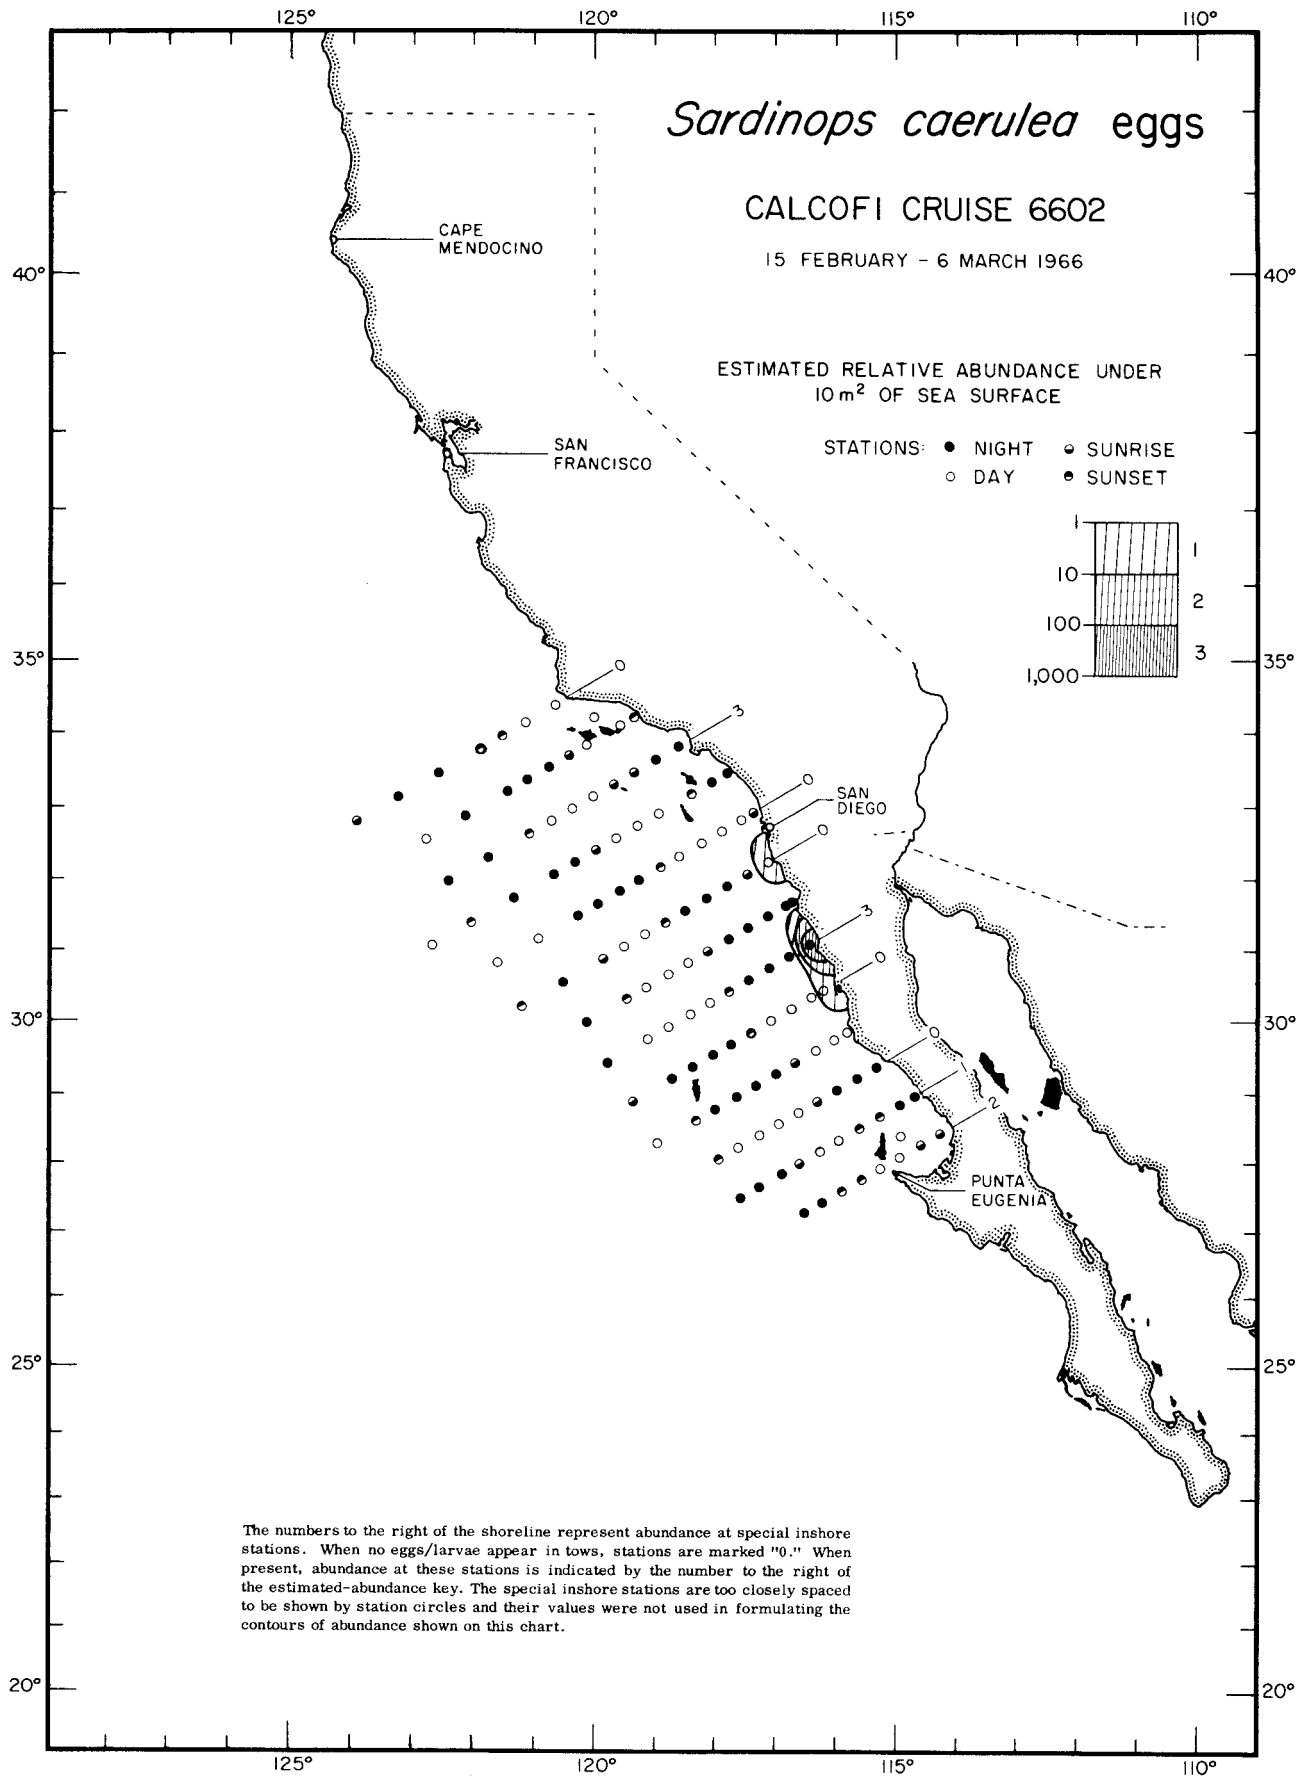 125° 120° 115° 110°
Sardinops caerulea eggs
CALCOFI CRUISE 6602
15 FEBRUARY – 6 MARCH 1966
CAPE
MENDOCINO
40° 40°
ESTIMATED RELATIVE ABUNDANCE UNDER
10 m² OF SEA SURFACE
STATIONS: ● NIGHT ◒ SUNRISE
○ DAY ◓ SUNSET
SAN
FRANCISCO
1
1
10
2
100
3
1,000
35° 35°
0
3
0
SAN
DIEGO
0
3
0
30° 30°
0
2
PUNTA
EUGENIA
25° 25°
The numbers to the right of the shoreline represent abundance at special inshore
stations. When no eggs/larvae appear in tows, stations are marked "0." When
present, abundance at these stations is indicated by the number to the right of
the estimated-abundance key. The special inshore stations are too closely spaced
to be shown by station circles and their values were not used in formulating the
contours of abundance shown on this chart.
20° 20°
125° 120° 115° 110°